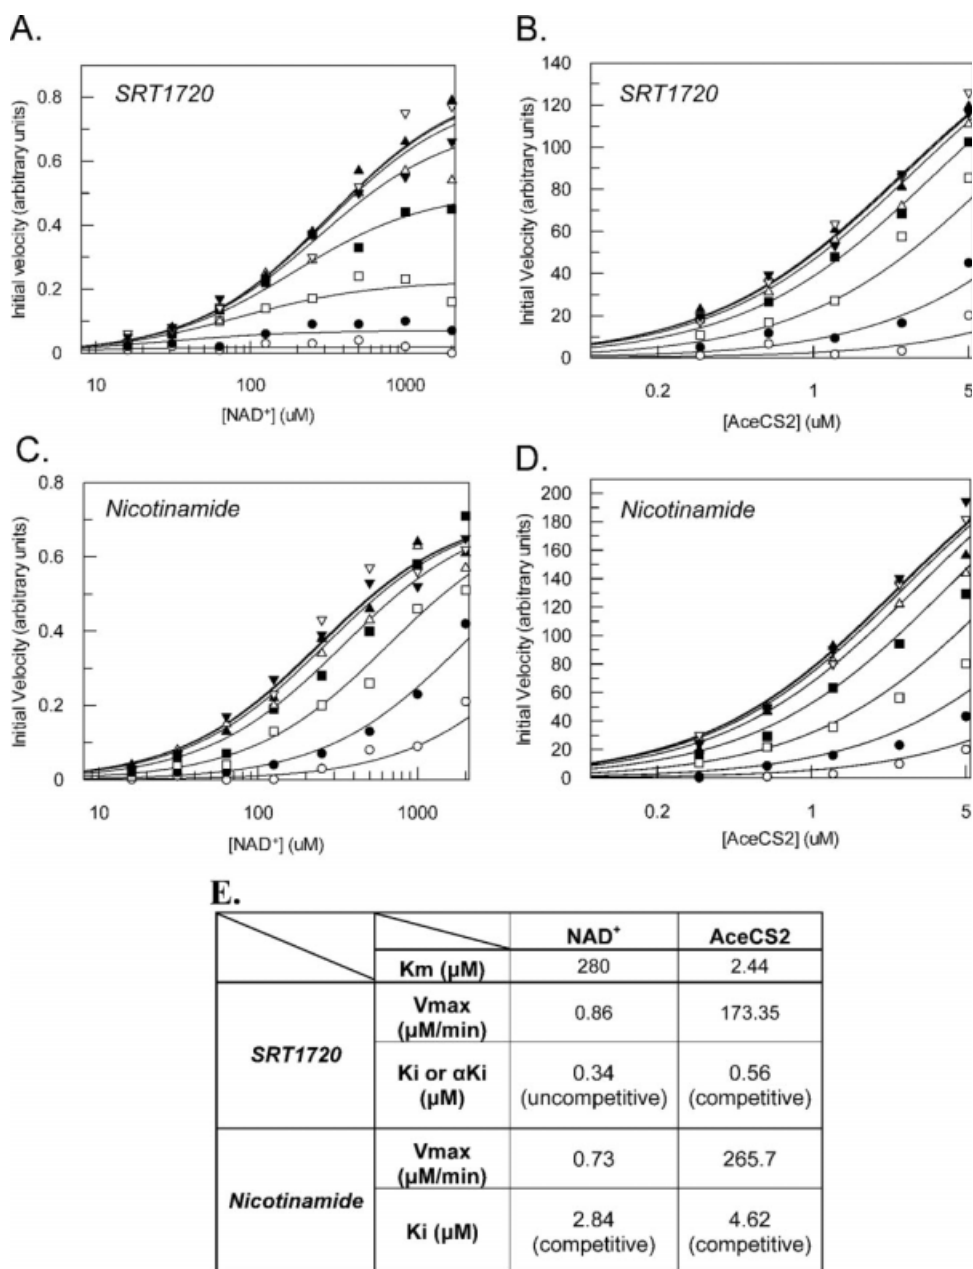 A.
SRT1720
Initial velocity (arbitrary units)
0.8
0.6
0.4
0.2
0
10 100 1000
[NAD⁺] (uM)
B.
SRT1720
Initial Velocity (arbitrary units)
140
120
100
80
60
40
20
0
0.2 1 5
[AceCS2] (uM)
C.
Nicotinamide
Initial Velocity (arbitrary units)
0.8
0.6
0.4
0.2
0
10 100 1000
[NAD⁺] (uM)
D.
Nicotinamide
Initial Velocity (arbitrary units)
200
180
160
140
120
100
80
60
40
20
0
0.2 1 5
[AceCS2] (uM)
E.
NAD⁺ AceCS2
Km (µM) 280 2.44
SRT1720
Vmax
(µM/min)
0.86 173.35
Ki or αKi
(µM)
0.34
(uncompetitive)
0.56
(competitive)
Nicotinamide
Vmax
(µM/min)
0.73 265.7
Ki (µM)
2.84
(competitive)
4.62
(competitive)